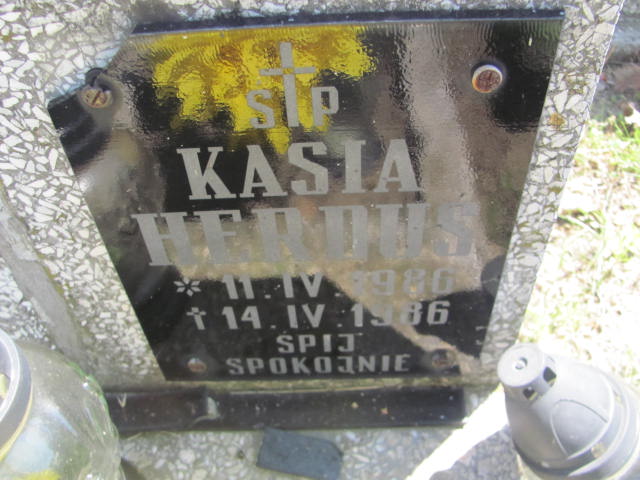 Ś P
KASIA
HERDUS
* 11. IV. 1986
† 14. IV. 1986
ŚPIJ
SPOKOJNIE